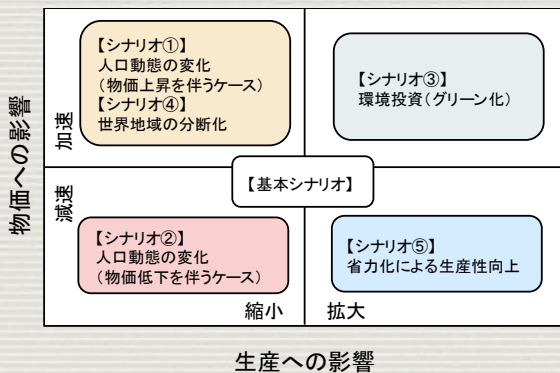 物価への影響
加速
減速
【シナリオ①】
人口動態の変化
(物価上昇を伴うケース)
【シナリオ④】
世界地域の分断化
【シナリオ③】
環境投資(グリーン化)
【基本シナリオ】
【シナリオ②】
人口動態の変化
(物価低下を伴うケース)
【シナリオ⑤】
省力化による生産性向上
縮小
拡大
生産への影響